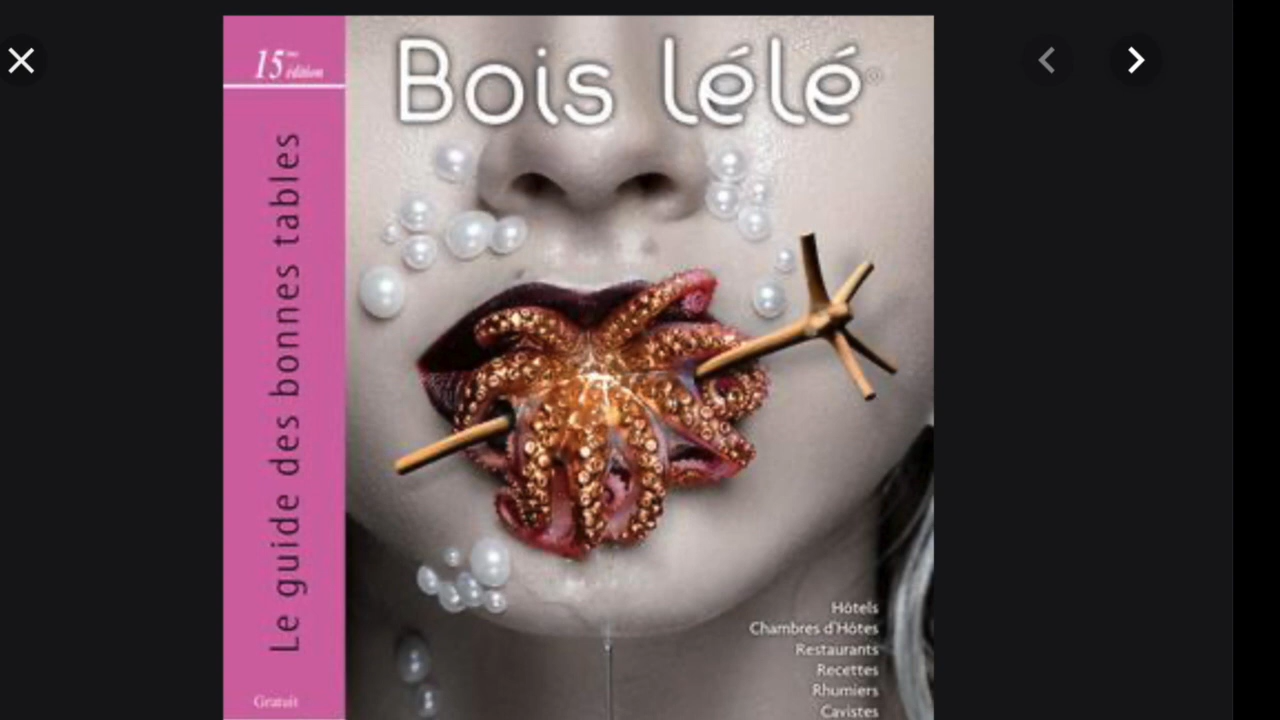 15ème
édition
Bois lélé®
Le guide des bonnes tables
Gratuit
Hôtels
Chambres d'Hôtes
Restaurants
Recettes
Rhumiers
Cavistes